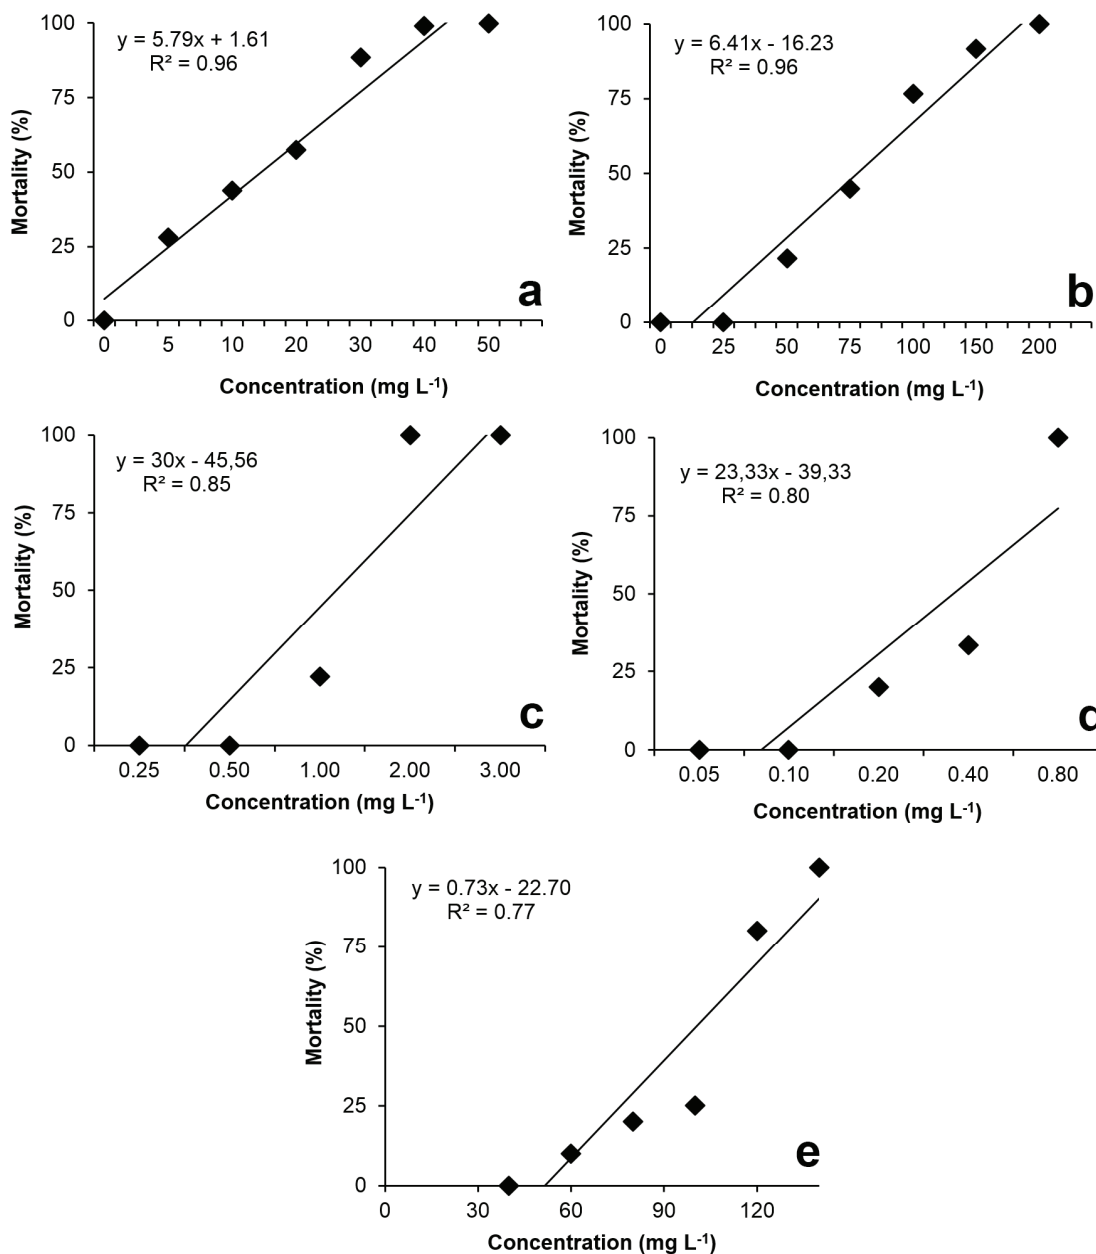 100
75
50
25
0
Mortality (%)
y = 5.79x + 1.61
R² = 0.96
a
0 5 10 20 30 40 50
Concentration (mg L⁻¹)
100
75
50
25
0
Mortality (%)
y = 6.41x - 16.23
R² = 0.96
b
0 25 50 75 100 150 200
Concentration (mg L⁻¹)
100
75
50
25
0
Mortality (%)
y = 30x - 45,56
R² = 0.85
c
0.25 0.50 1.00 2.00 3.00
Concentration (mg L⁻¹)
100
75
50
25
0
Mortality (%)
y = 23,33x - 39,33
R² = 0.80
0.05 0.10 0.20 0.40 0.80
Concentration (mg L⁻¹)
100
75
50
25
0
Mortality (%)
y = 0.73x - 22.70
R² = 0.77
e
0 30 60 90 120
Concentration (mg L⁻¹)